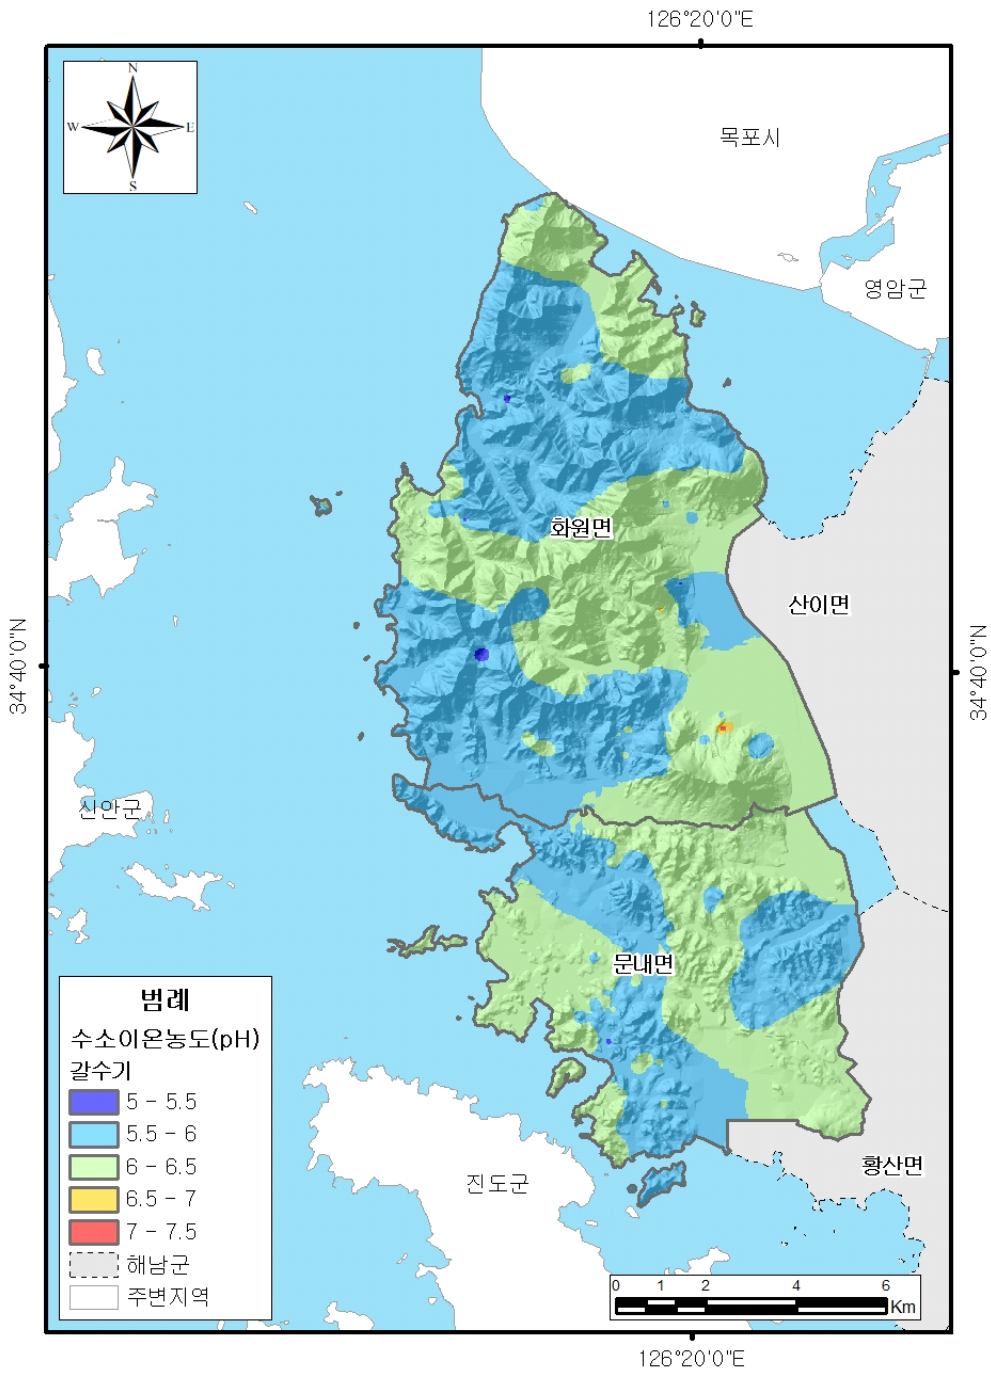 126°20'0"E
N
W E
S
목포시
영암군
화원면
산이면
34°40'0"N
34°40'0"N
신안군
문내면
범례
수소이온농도(pH)
갈수기
5 - 5.5
5.5 - 6
6 - 6.5
6.5 - 7
7 - 7.5
해남군
주변지역
진도군
황산면
0 1 2 4 6
Km
126°20'0"E